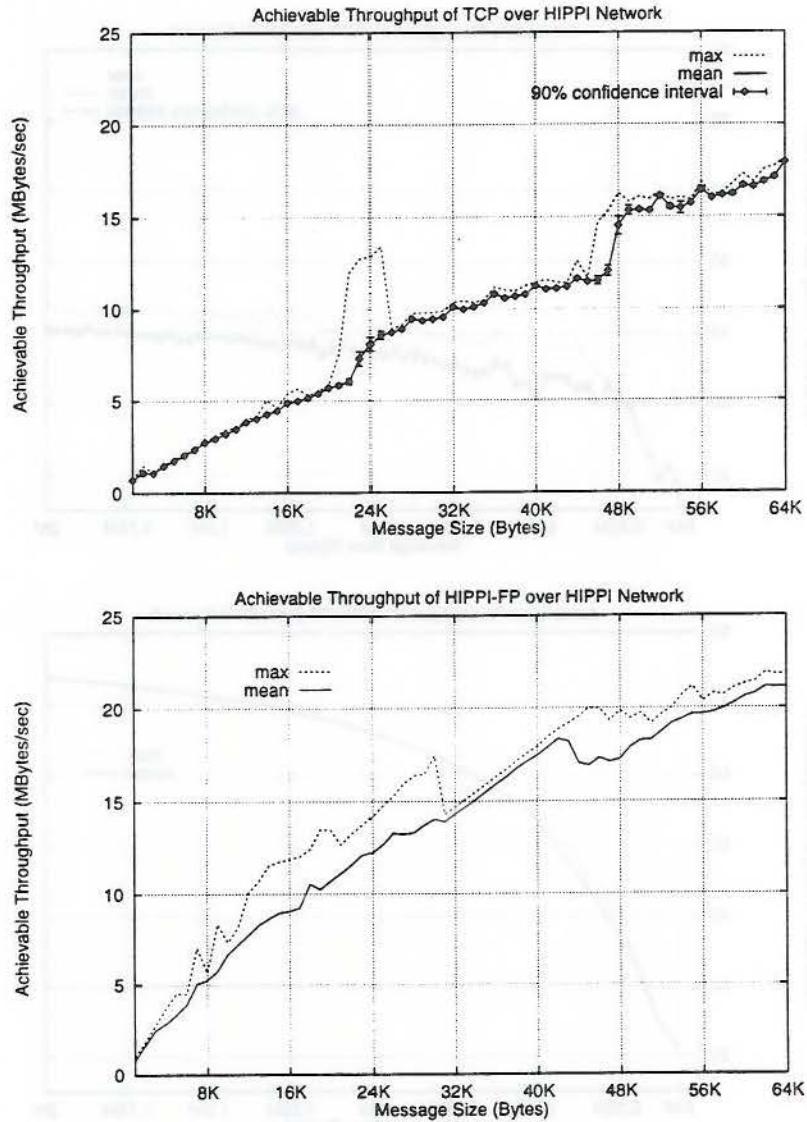 Achievable Throughput of TCP over HIPPI Network
25
20
15
10
5
0
Achievable Throughput (MBytes/sec)
max
mean
90% confidence interval
8K 16K 24K 32K 40K 48K 56K 64K
Message Size (Bytes)
Achievable Throughput of HIPPI-FP over HIPPI Network
25
20
15
10
5
0
Achievable Throughput (MBytes/sec)
max
mean
8K 16K 24K 32K 40K 48K 56K 64K
Message Size (Bytes)